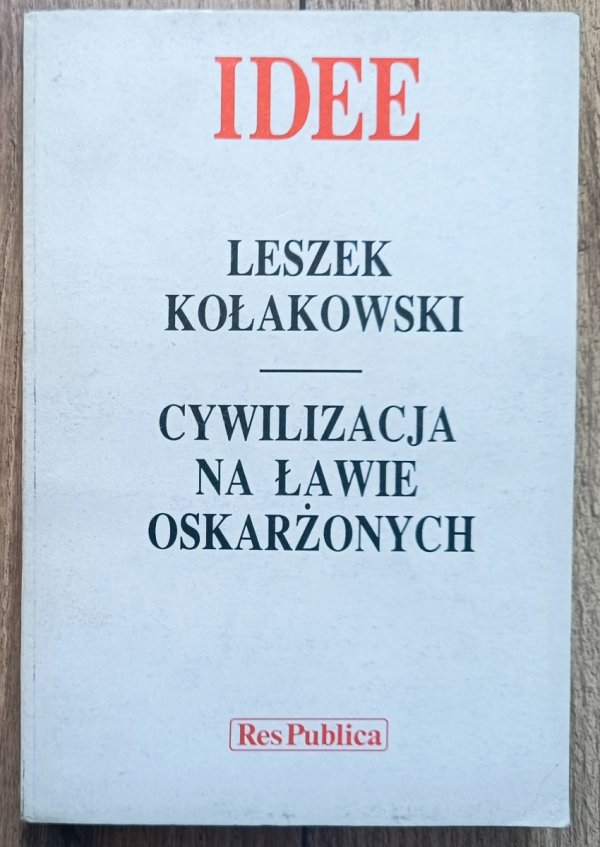 IDEE
LESZEK
KOŁAKOWSKI
CYWILIZACJA
NA ŁAWIE
OSKARŻONYCH
Res Publica